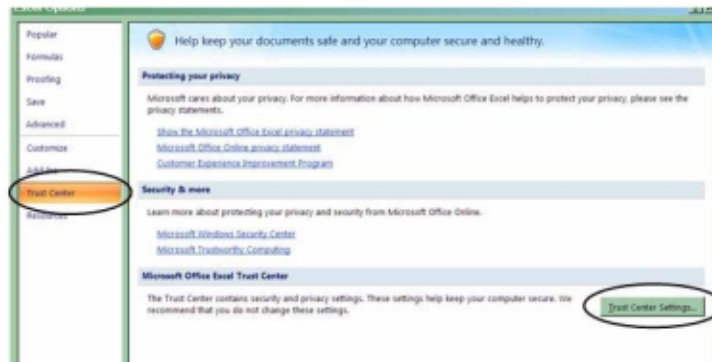 Excel Options
Popular
Formulas
Proofing
Save
Advanced
Customize
Add-Ins
Trust Center
Resources
Help keep your documents safe and your computer secure and healthy.
Protecting your privacy
Microsoft cares about your privacy. For more information about how Microsoft Office Excel helps to protect your privacy, please see the
privacy statements.
Show the Microsoft Office Excel privacy statement
Microsoft Office Online privacy statement
Customer Experience Improvement Program
Security & more
Learn more about protecting your privacy and security from Microsoft Office Online.
Microsoft Windows Security Center
Microsoft Trustworthy Computing
Microsoft Office Excel Trust Center
The Trust Center contains security and privacy settings. These settings help keep your computer secure. We
recommend that you do not change these settings.
Trust Center Settings...